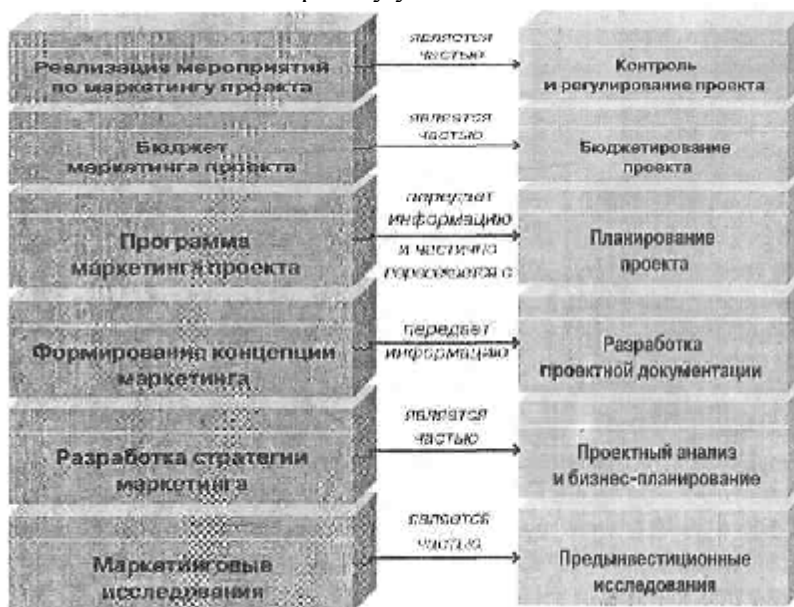 является
частью
Реализация мероприятий
по маркетингу проекта
Контроль
и регулирование проекта
является
частью
Бюджет
маркетинга проекта
Бюджетирование
проекта
передает
информацию
и частично
пересекается с
Программа
маркетинга проекта
Планирование
проекта
передает
информацию
Формирование концепции
маркетинга
Разработка
проектной документации
является
частью
Разработка стратегии
маркетинга
Проектный анализ
и бизнес-планирование
является
частью
Маркетинговые
исследования
Предынвестиционные
исследования